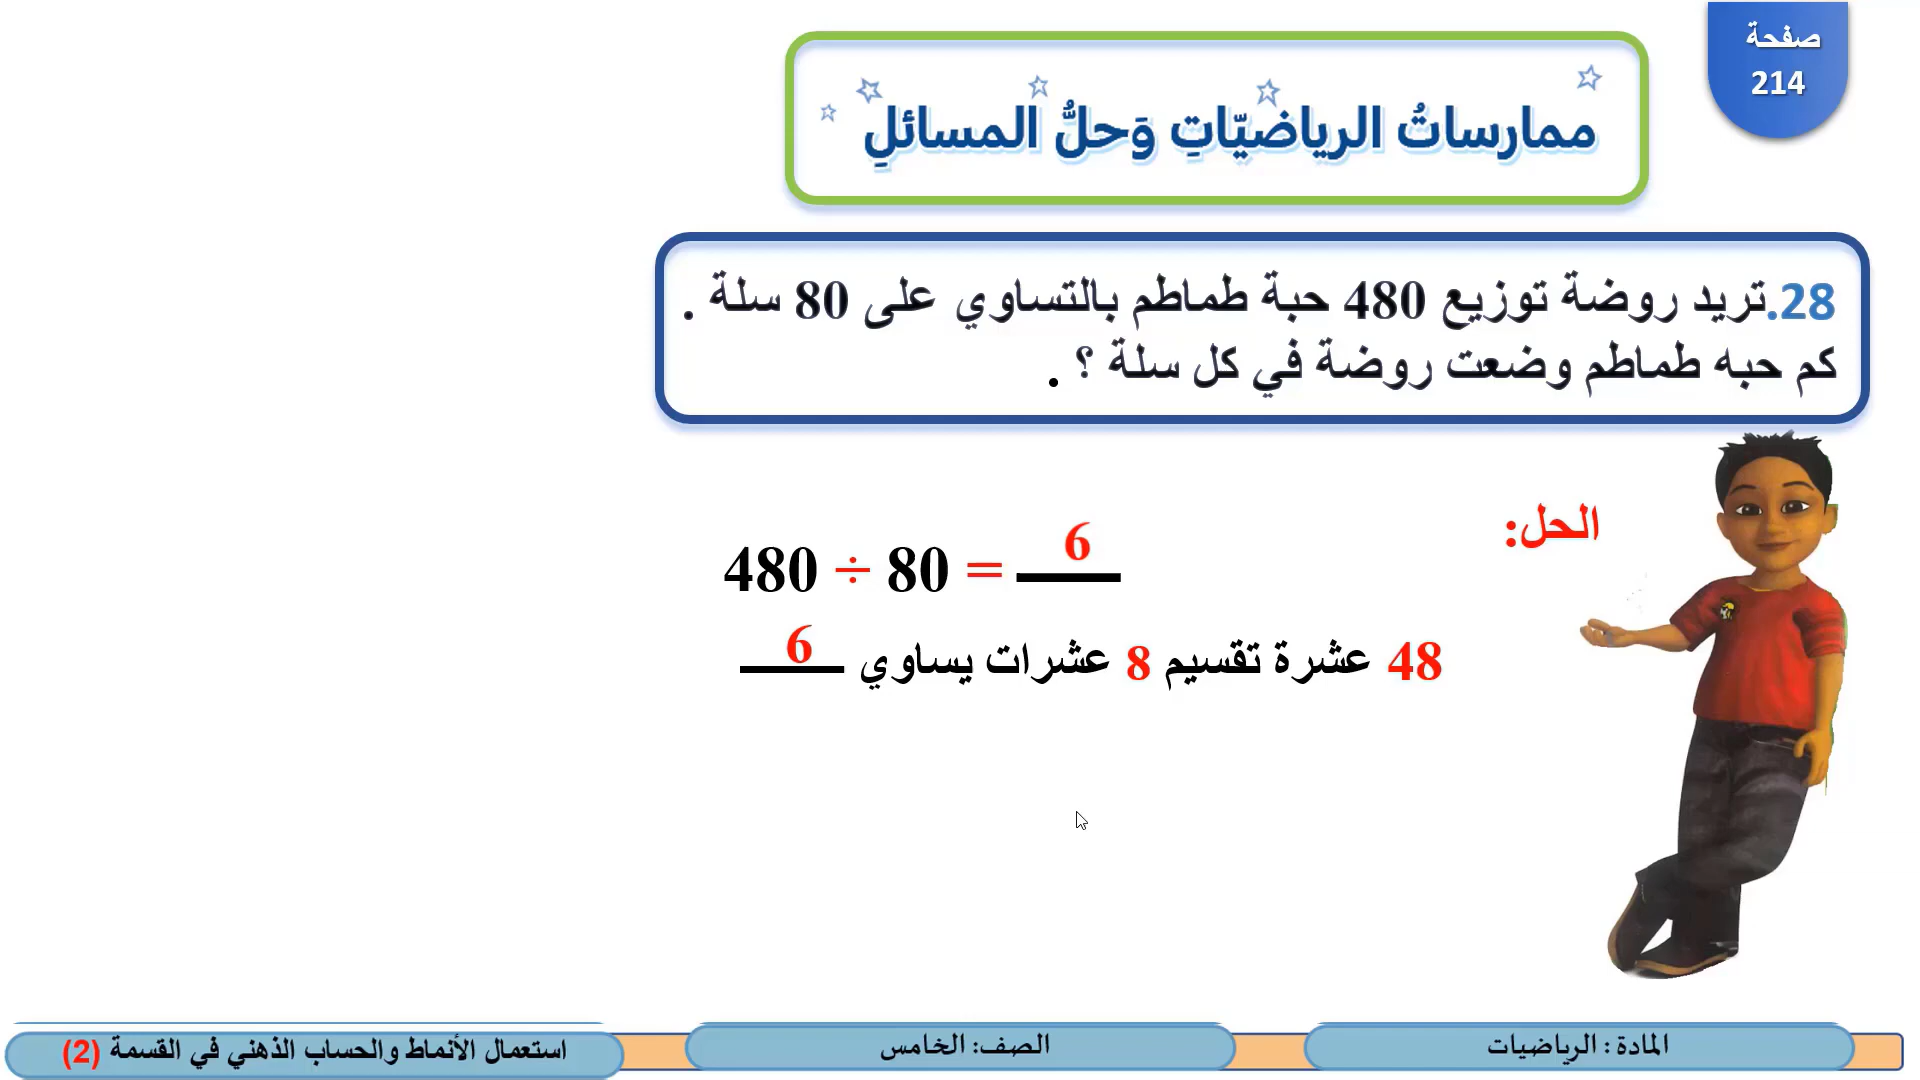 صفحة
214
ممارساتُ الرياضيّاتِ وَحلُّ المسائلِ
28.تريد روضة توزيع 480 حبة طماطم بالتساوي على 80 سلة .
كم حبه طماطم وضعت روضة في كل سلة ؟ .
الحل:
480 ÷ 80 = 6
48 عشرة تقسيم 8 عشرات يساوي 6
المادة : الرياضيات
الصف: الخامس
استعمال الأنماط والحساب الذهني في القسمة (2)